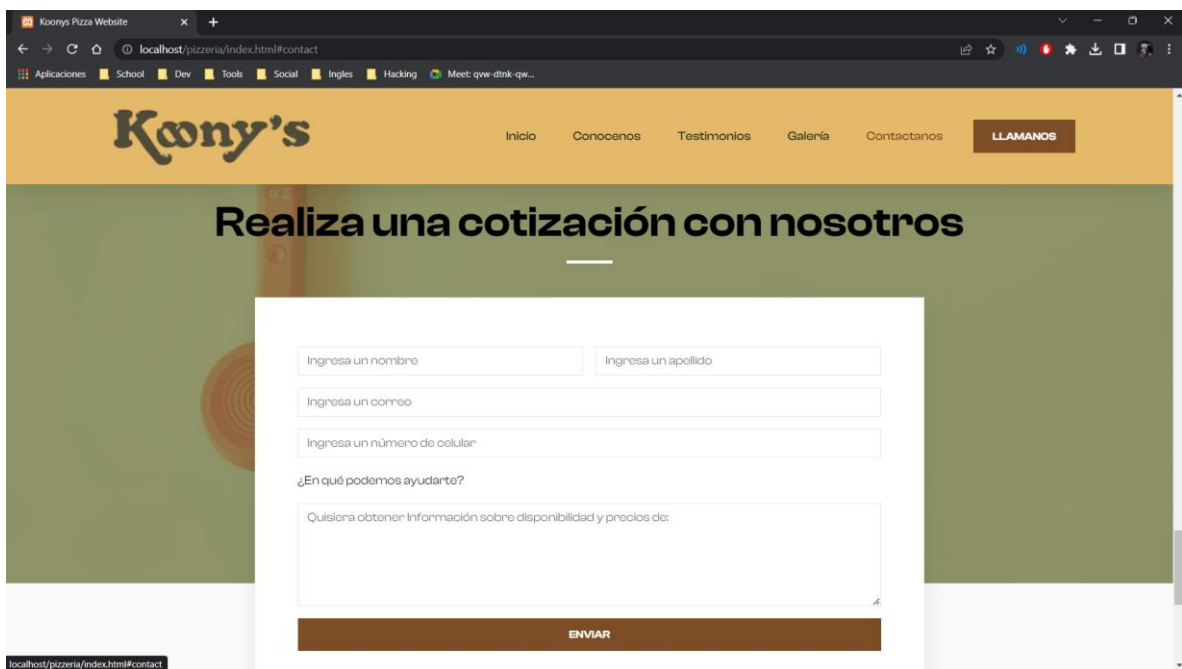 Koonys Pizza Website
localhost/pizzeria/index.html#contact
Aplicaciones School Dev Tools Social Ingles Hacking Meet: qvw-dtnk-qw...
Koony's
Inicio Conocenos Testimonios Galería Contactanos LLAMANOS
Realiza una cotización con nosotros
Ingresa un nombre Ingresa un apellido
Ingresa un correo
Ingresa un número de celular
¿En qué podemos ayudarte?
Quisiera obtener Información sobre disponibilidad y precios de:
ENVIAR
localhost/pizzeria/index.html#contact